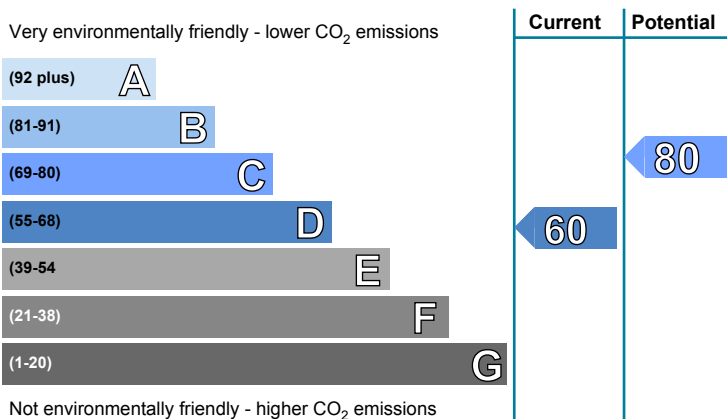 Very environmentally friendly - lower CO2 emissions
Current Potential
(92 plus) A
(81-91) B
(69-80) C
80
(55-68) D
60
(39-54 E
(21-38) F
(1-20) G
Not environmentally friendly - higher CO2 emissions